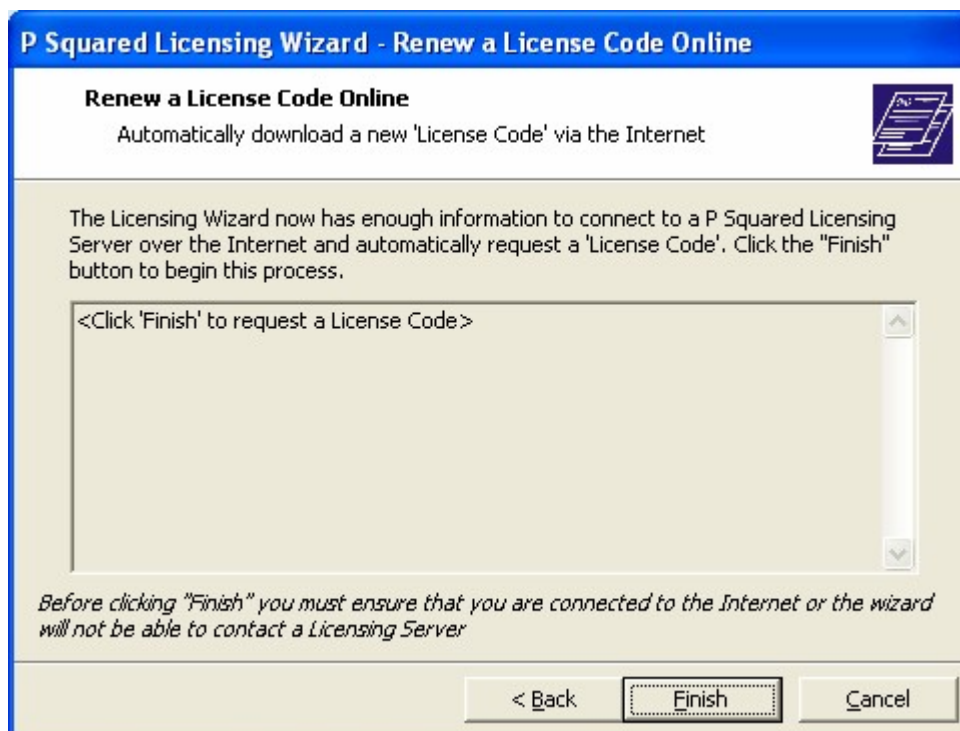 P Squared Licensing Wizard - Renew a License Code Online
Renew a License Code Online
Automatically download a new 'License Code' via the Internet
The Licensing Wizard now has enough information to connect to a P Squared Licensing
Server over the Internet and automatically request a 'License Code'. Click the "Finish"
button to begin this process.
<Click 'Finish' to request a License Code>
Before clicking "Finish" you must ensure that you are connected to the Internet or the wizard
will not be able to contact a Licensing Server
< Back
Finish
Cancel